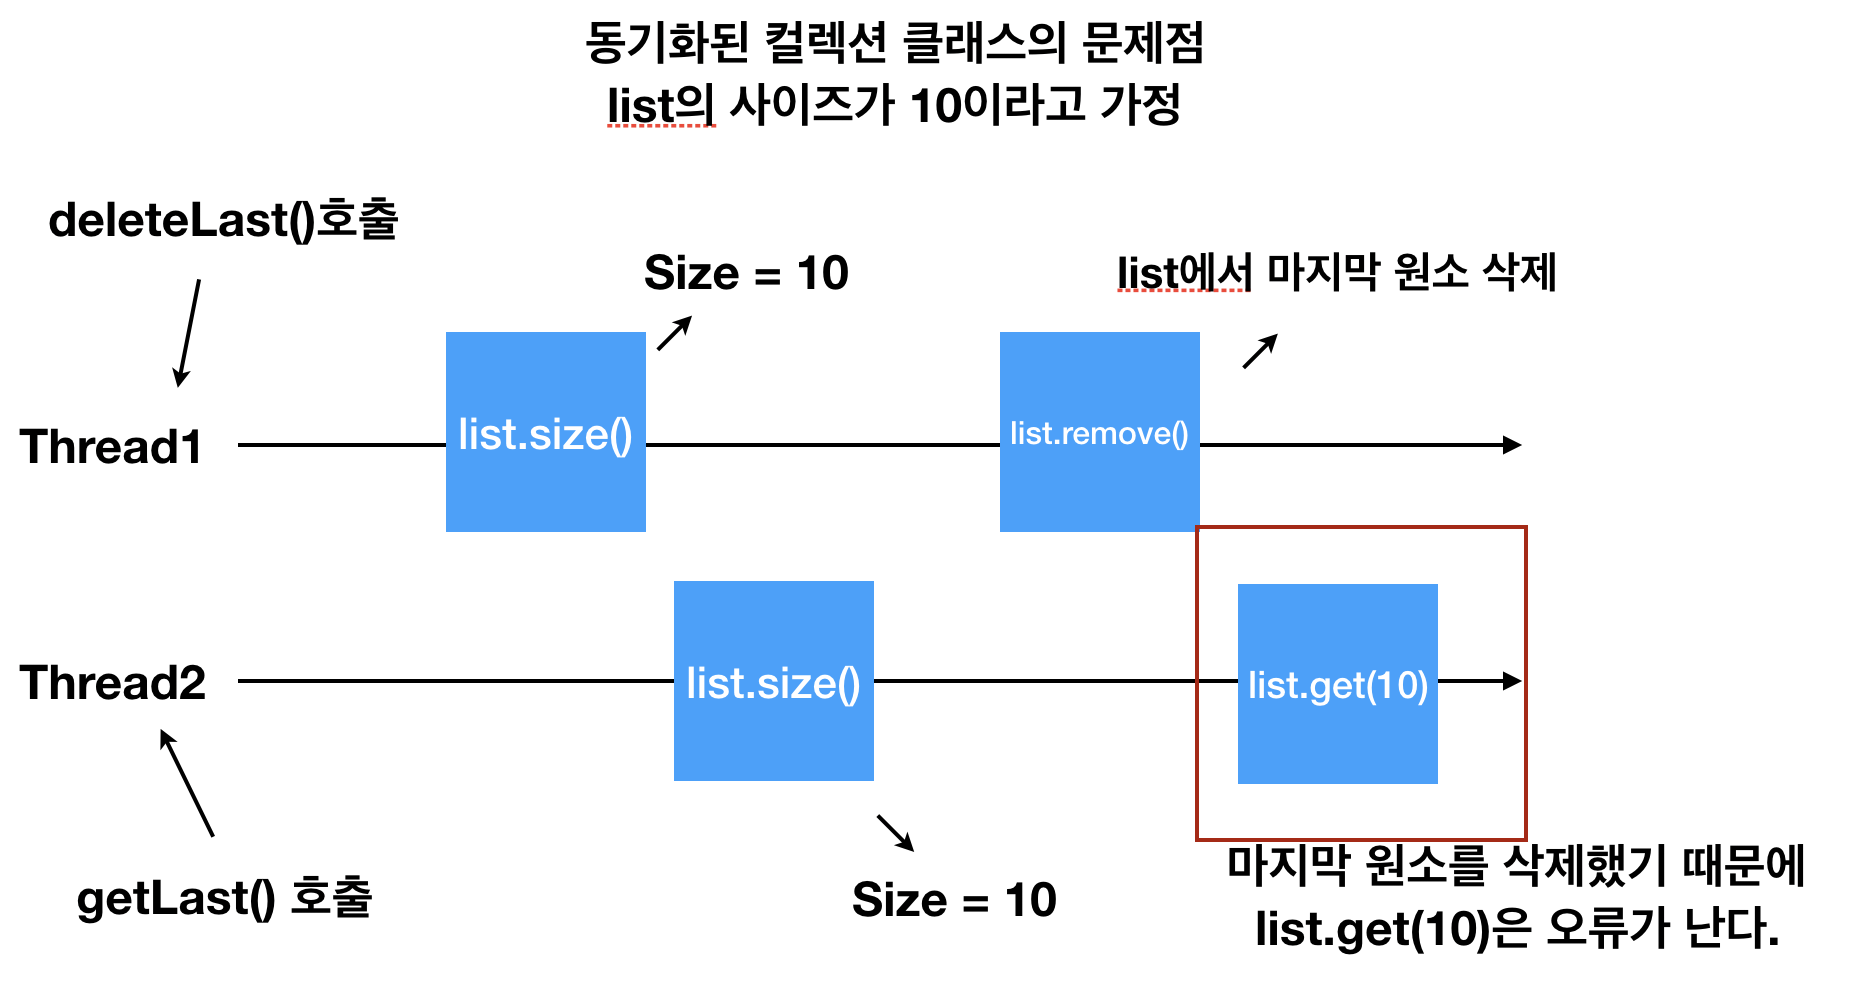 동기화된 컬렉션 클래스의 문제점
list의 사이즈가 10이라고 가정
deleteLast()호출
Size = 10
list에서 마지막 원소 삭제
Thread1
list.size()
list.remove()
Thread2
list.size()
list.get(10)
getLast() 호출
Size = 10
마지막 원소를 삭제했기 때문에
list.get(10)은 오류가 난다.